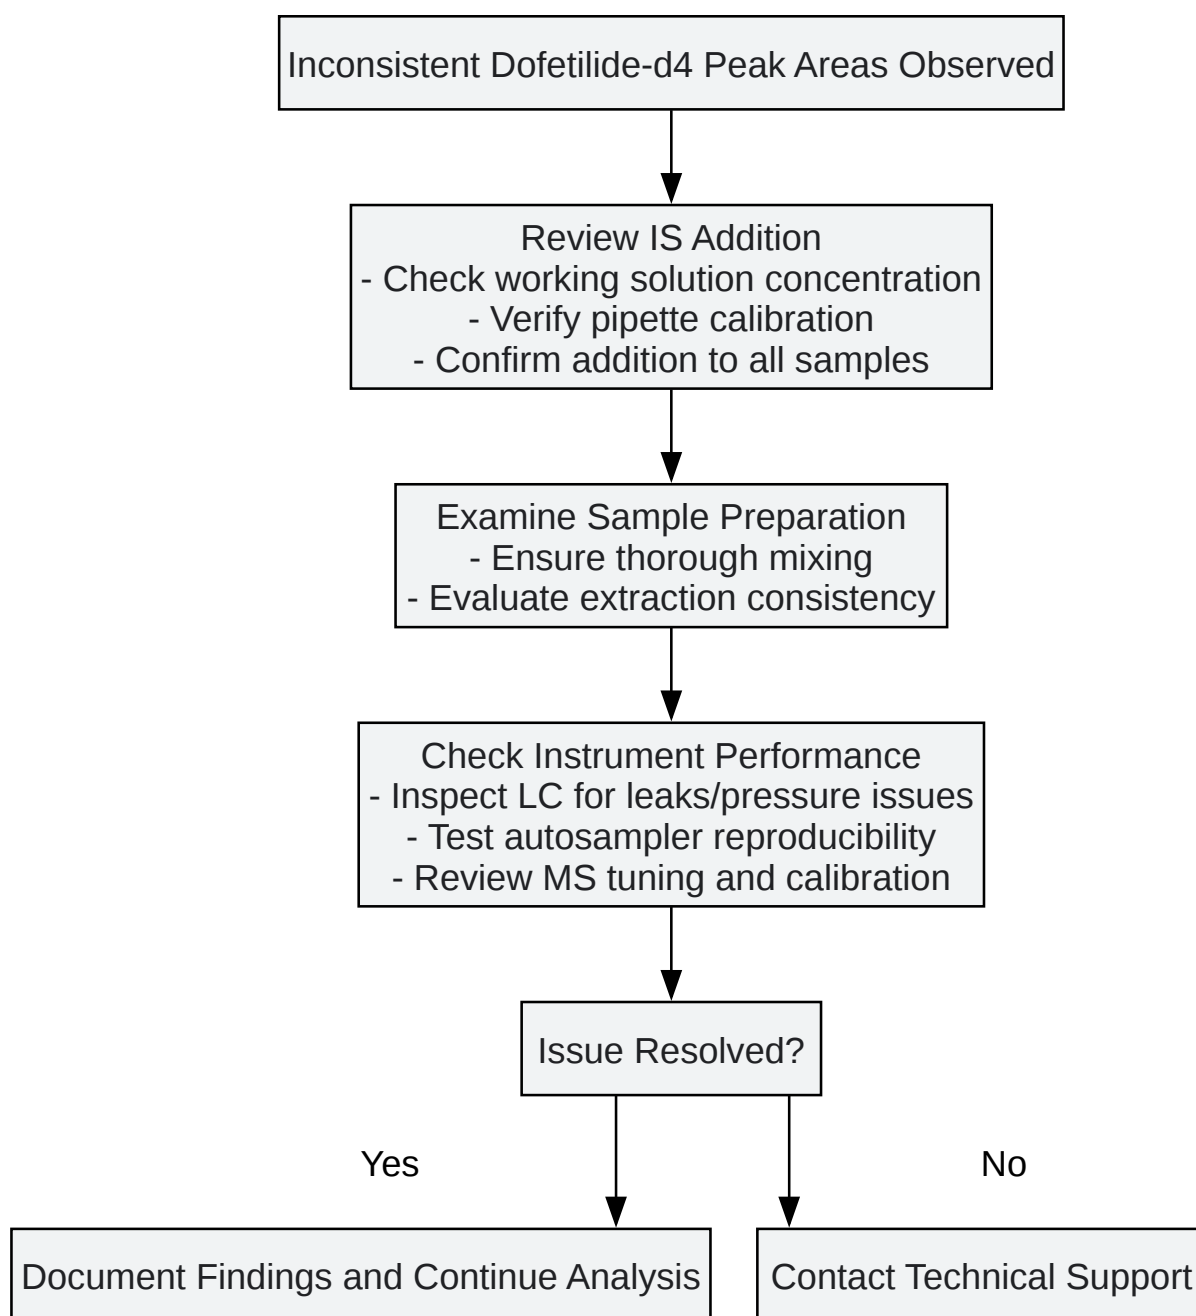 Inconsistent Dofetilide-d4 Peak Areas Observed
Review IS Addition
- Check working solution concentration
- Verify pipette calibration
- Confirm addition to all samples
Examine Sample Preparation
- Ensure thorough mixing
- Evaluate extraction consistency
Check Instrument Performance
- Inspect LC for leaks/pressure issues
- Test autosampler reproducibility
- Review MS tuning and calibration
Issue Resolved?
Yes
No
Document Findings and Continue Analysis
Contact Technical Support